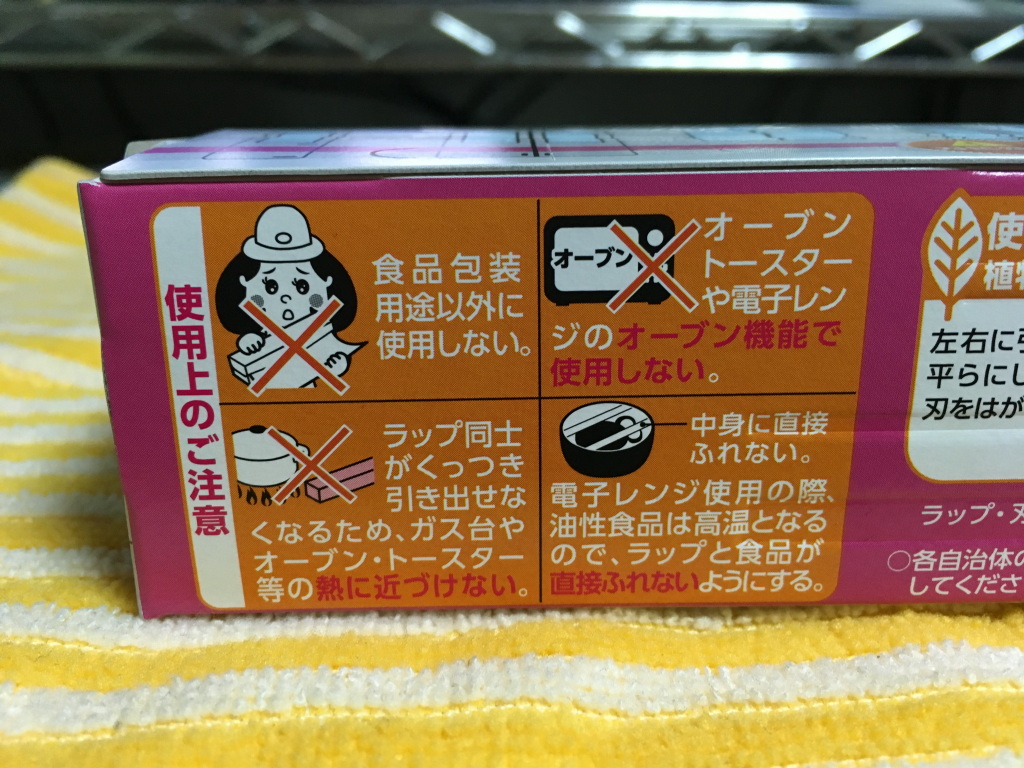 使用上のご注意
食品包装
用途以外に
使用しない。
オーブン
オーブン
トースター
や電子レン
ジのオーブン機能で
使用しない。
ラップ同士
がくっつき
引き出せな
くなるため、ガス台や
オーブン・トースター
等の熱に近づけない。
中身に直接
ふれない。
電子レンジ使用の際、
油性食品は高温となる
ので、ラップと食品が
直接ふれないようにする。
使
植
左右に
平らにし
刃をはが
ラップ・
○各自治体の
してくださ